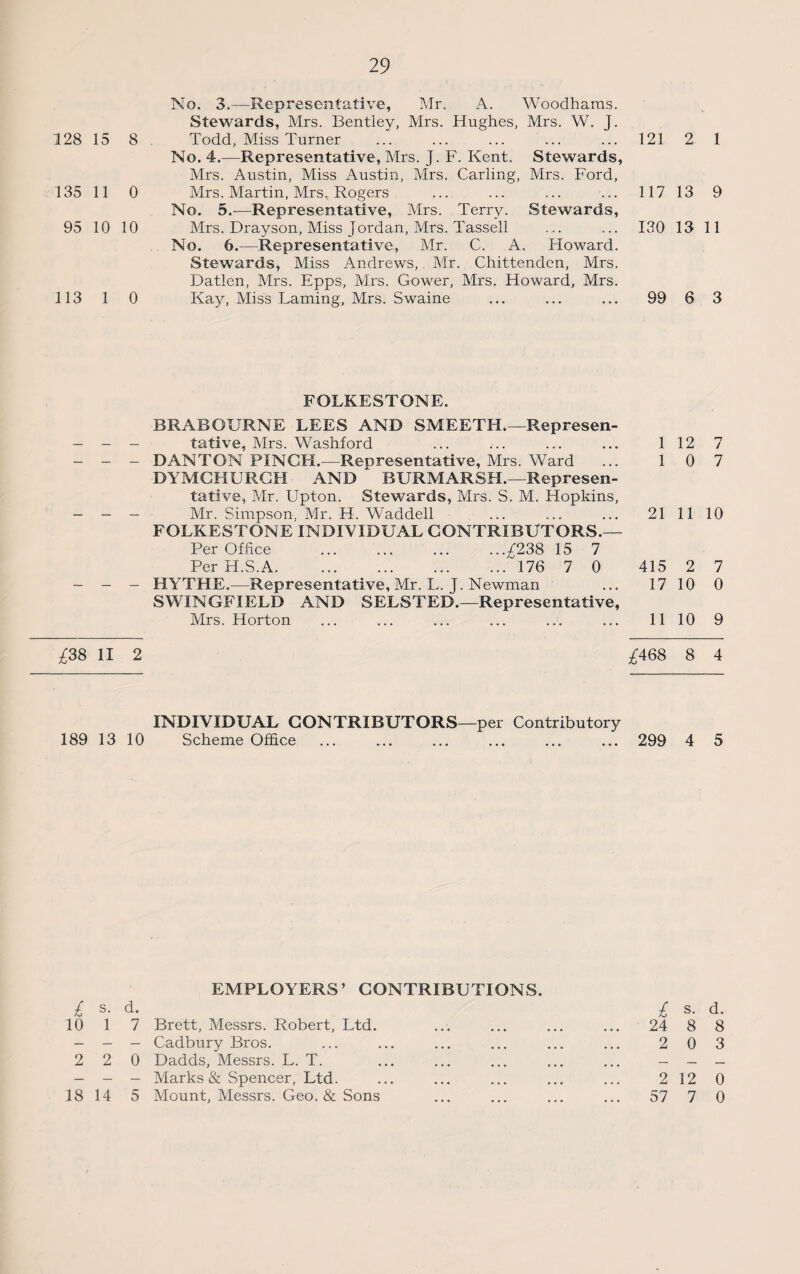 29
No. 3.—Representative, Mr. A. Woodhams.
Stewards, Mrs. Bentley, Mrs. Hughes, Mrs. W. J.
128 15 8 Todd, Miss Turner ... ... ... ... ... 121 2 1
No. 4.—Representative, Mrs. J. F. Kent. Stewards,
Mrs. Austin, Miss Austin, Mrs. Carling, Mrs. Ford,
135 11 0 Mrs. Martin, Mrs. Rogers ... ... ... ... 117 13 9
No. 5.—Representative, Mrs. Terry. Stewards,
95 10 10 Mrs. Drayson, Miss Jordan, Mrs. Tassell ... ... 130 13 11
No. 6.—Representative, Mr. C. A. Howard.
Stewards, Miss Andrews, Mr. Chittenden, Mrs.
Datlen, Mrs. Epps, Mrs. Gower, Mrs. Howard, Mrs.
113 1 0 Kay, Miss Laming, Mrs. Swaine ... ... ... 99 6 3
FOLKESTONE.
BRABOURNE LEES AND SMEETH.—Represen-
– – – tative, Mrs. Washford ... ... ... ... 1 12 7
– – – DANTON PINCH.—Representative, Mrs. Ward ... 1 0 7
DYMCHURCH AND BURMARSH.—Represen-
tative, Mr. Upton. Stewards, Mrs. S. M. Hopkins,
– – – Mr. Simpson, Mr. H. Waddell ... ... ... 21 11 10
FOLKESTONE INDIVIDUAL CONTRIBUTORS.—
Per Office ... ... ... ...£238 15 7
Per H.S.A. ... ... ... ... 176 7 0 415 2 7
– – – HYTHE.—Representative, Mr. L. J. Newman ... 17 10 0
SWINGFIELD AND SELSTED.—Representative,
Mrs. Horton ... ... ... ... ... ... 11 10 9
£38 11 2 £468 8 4
INDIVIDUAL CONTRIBUTORS—per Contributory
189 13 10 Scheme Office ... ... ... ... ... ... 299 4 5
EMPLOYERS' CONTRIBUTIONS.
£ s. d. £ s. d.
10 1 7 Brett, Messrs. Robert, Ltd. ... ... ... ... 24 8 8
– – – Cadbury Bros. ... ... ... ... ... ... 2 0 3
2 2 0 Dadds, Messrs. L. T. ... ... ... ... ... – – –
– – – Marks & Spencer, Ltd. ... ... ... ... ... 2 12 0
18 14 5 Mount, Messrs. Geo. & Sons ... ... ... ... 57 7 0